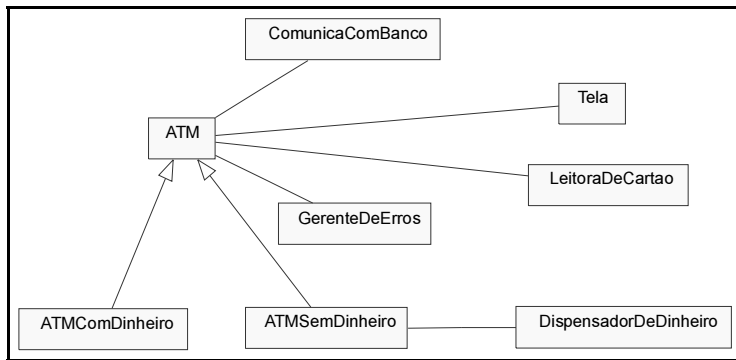 ComunicaComBanco
Tela
ATM
LeitoraDeCartao
GerenteDeErros
ATMComDinheiro
ATMSemDinheiro
DispensadorDeDinheiro